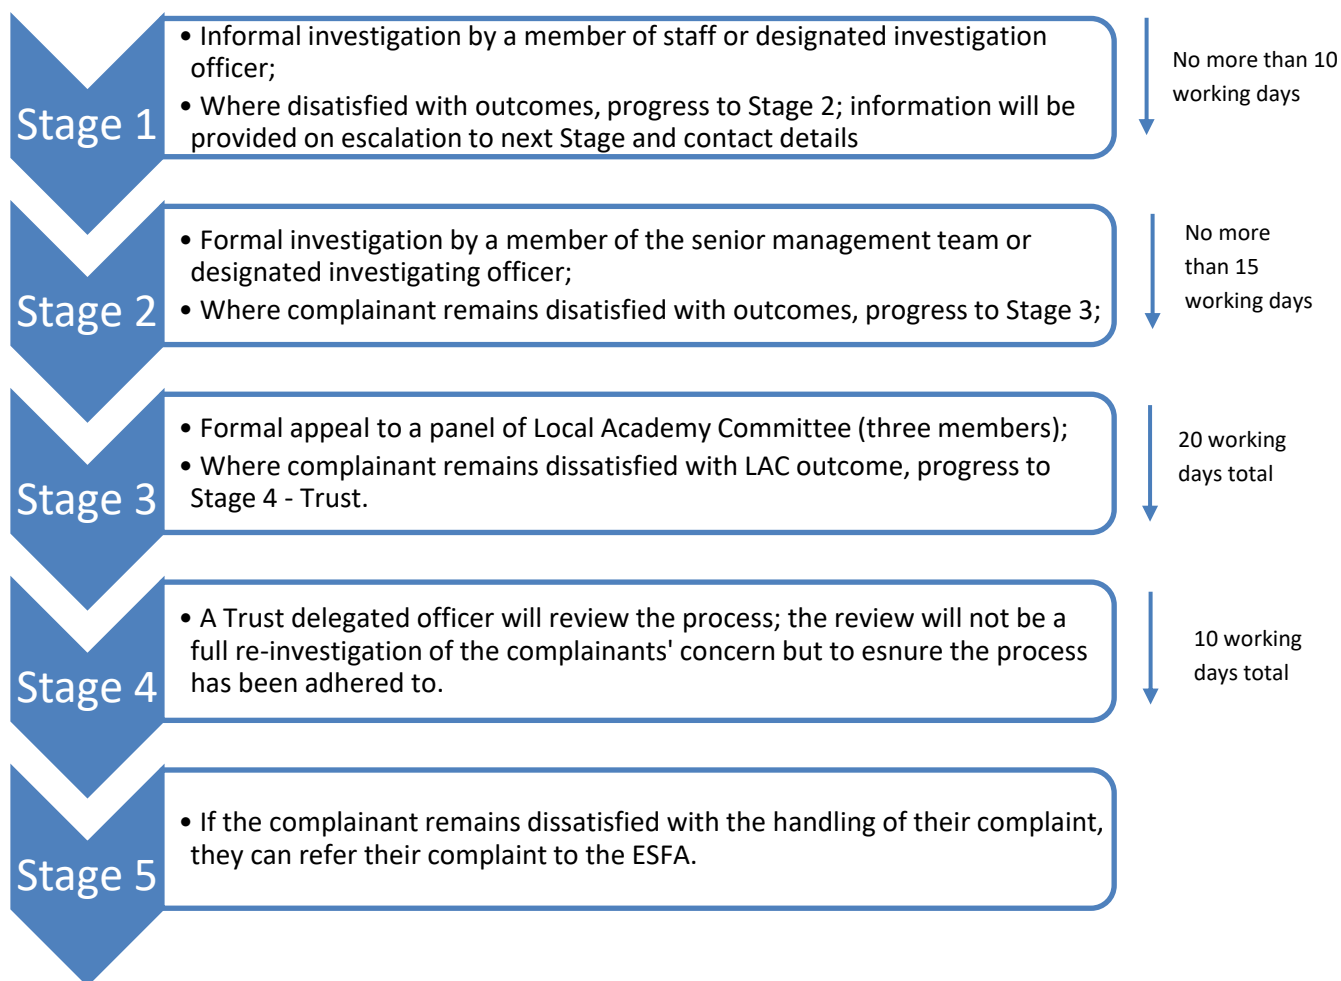 Stage 1
• Informal investigation by a member of staff or designated investigation
officer;
• Where disatisfied with outcomes, progress to Stage 2; information will be
provided on escalation to next Stage and contact details
No more than 10
working days
Stage 2
• Formal investigation by a member of the senior management team or
designated investigating officer;
• Where complainant remains disatisfied with outcomes, progress to Stage 3;
No more
than 15
working days
Stage 3
• Formal appeal to a panel of Local Academy Committee (three members);
• Where complainant remains dissatisfied with LAC outcome, progress to
Stage 4 - Trust.
20 working
days total
Stage 4
• A Trust delegated officer will review the process; the review will not be a
full re-investigation of the complainants' concern but to esnure the process
has been adhered to.
10 working
days total
Stage 5
• If the complainant remains dissatisfied with the handling of their complaint,
they can refer their complaint to the ESFA.